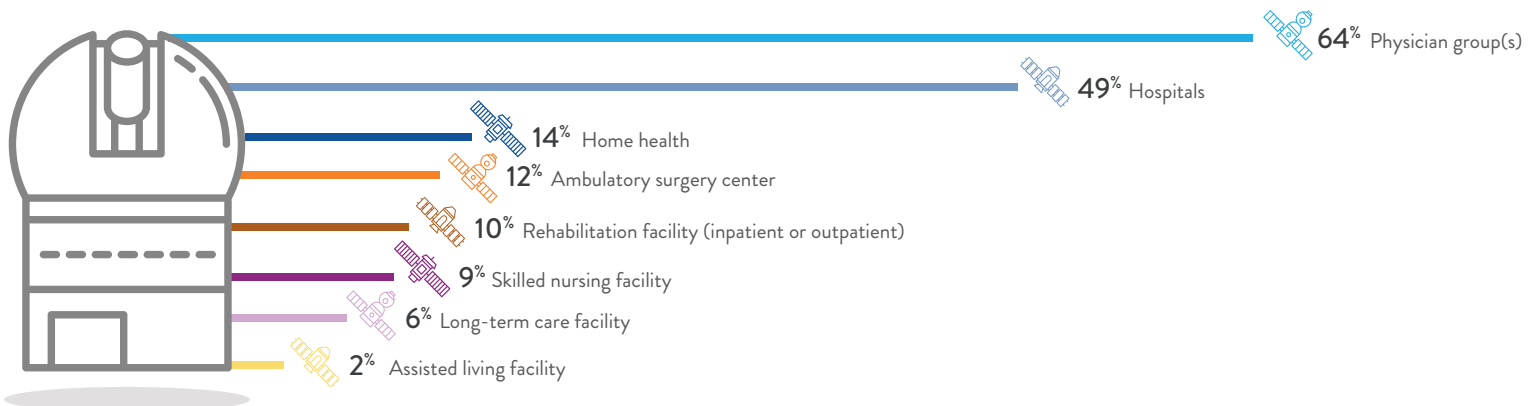 64% Physician group(s)
49% Hospitals
14% Home health
12% Ambulatory surgery center
10% Rehabilitation facility (inpatient or outpatient)
9% Skilled nursing facility
6% Long-term care facility
2% Assisted living facility